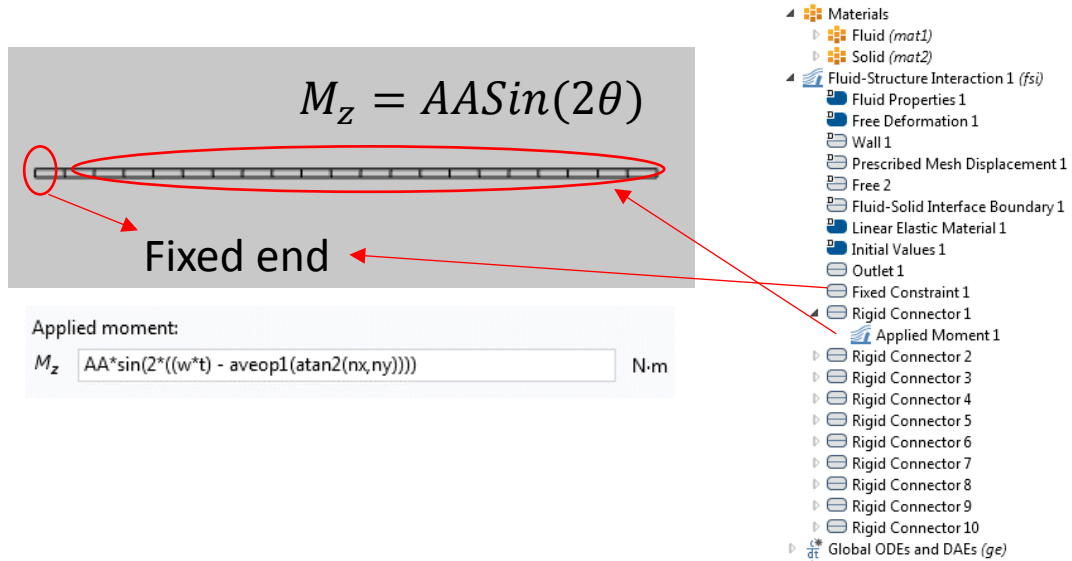 M_z = AASin(2θ)
Fixed end
Applied moment:
M_z AA*sin(2*((w*t) - aveop1(atan2(nx,ny)))) N·m
Materials
Fluid (mat1)
Solid (mat2)
Fluid-Structure Interaction 1 (fsi)
Fluid Properties 1
Free Deformation 1
Wall 1
Prescribed Mesh Displacement 1
Free 2
Fluid-Solid Interface Boundary 1
Linear Elastic Material 1
Initial Values 1
Outlet 1
Fixed Constraint 1
Rigid Connector 1
Applied Moment 1
Rigid Connector 2
Rigid Connector 3
Rigid Connector 4
Rigid Connector 5
Rigid Connector 6
Rigid Connector 7
Rigid Connector 8
Rigid Connector 9
Rigid Connector 10
Global ODEs and DAEs (ge)